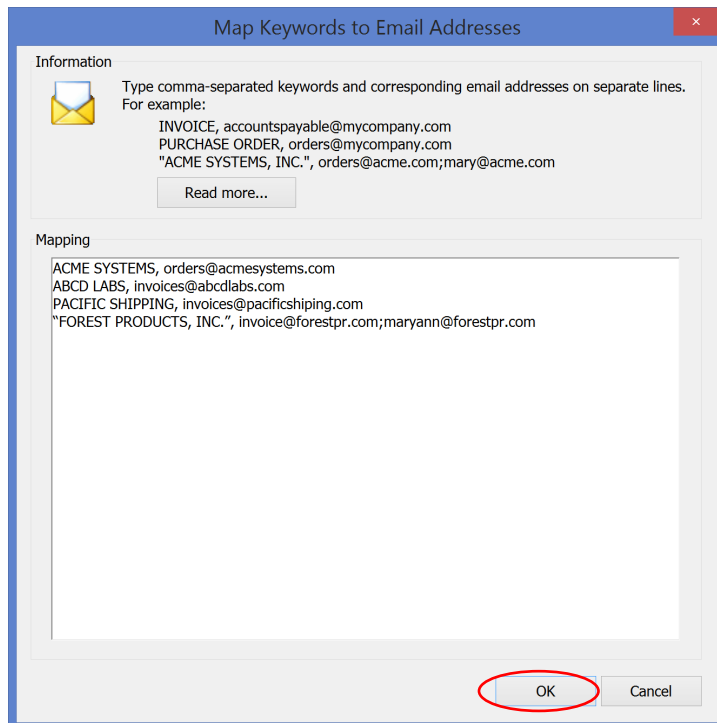 Map Keywords to Email Addresses
×
Information
Type comma-separated keywords and corresponding email addresses on separate lines.
For example:
INVOICE, accountspayable@mycompany.com
PURCHASE ORDER, orders@mycompany.com
"ACME SYSTEMS, INC.", orders@acme.com;mary@acme.com
Read more...
Mapping
ACME SYSTEMS, orders@acmesystems.com
ABCD LABS, invoices@abcdlabs.com
PACIFIC SHIPPING, invoices@pacificshiping.com
“FOREST PRODUCTS, INC.”, invoice@forestpr.com;maryann@forestpr.com
OK Cancel